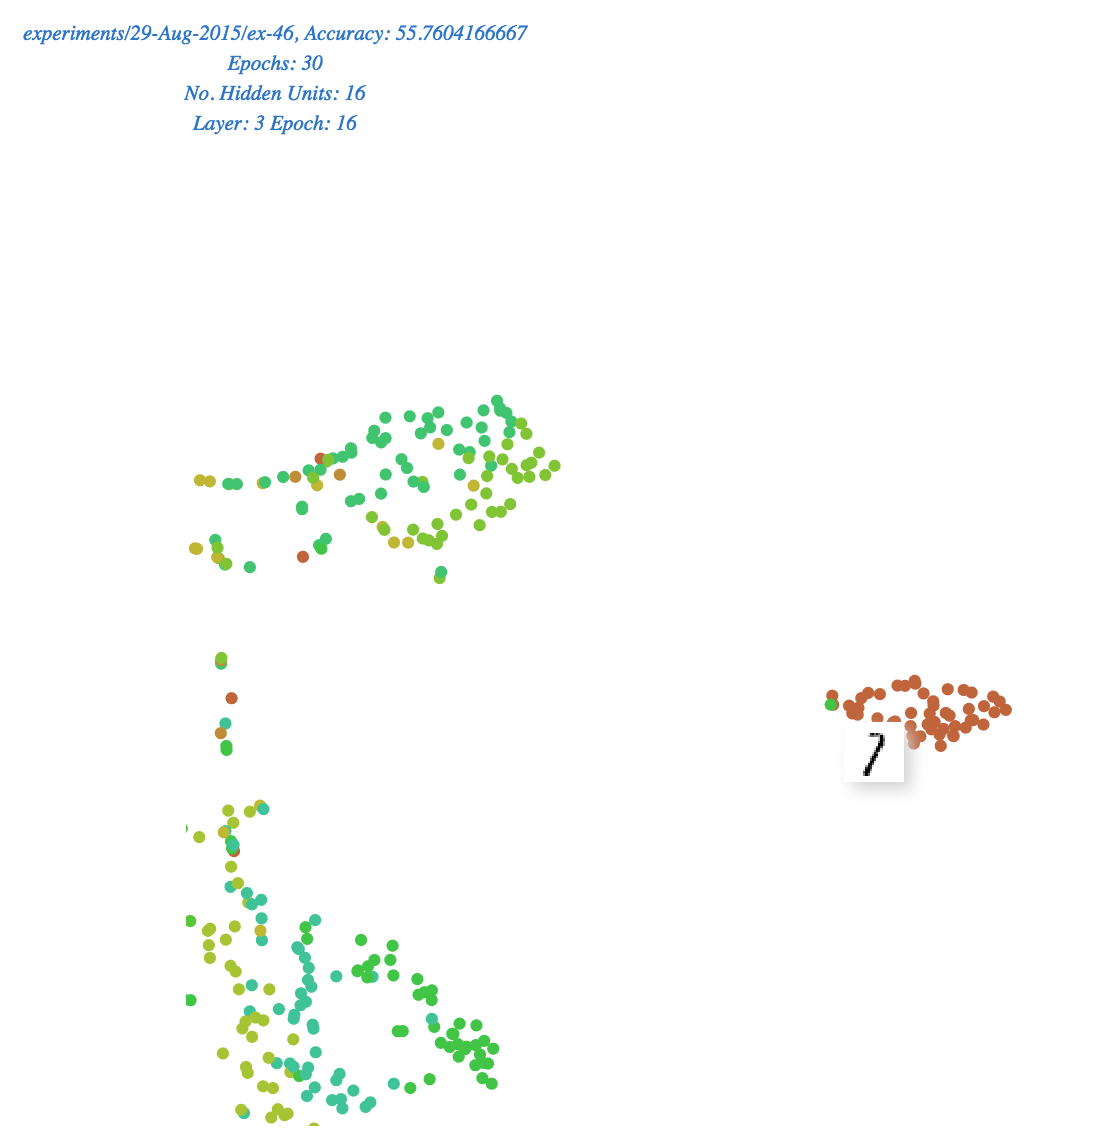 experiments/29-Aug-2015/ex-46, Accuracy: 55.7604166667
Epochs: 30
No. Hidden Units: 16
Layer: 3 Epoch: 16
7